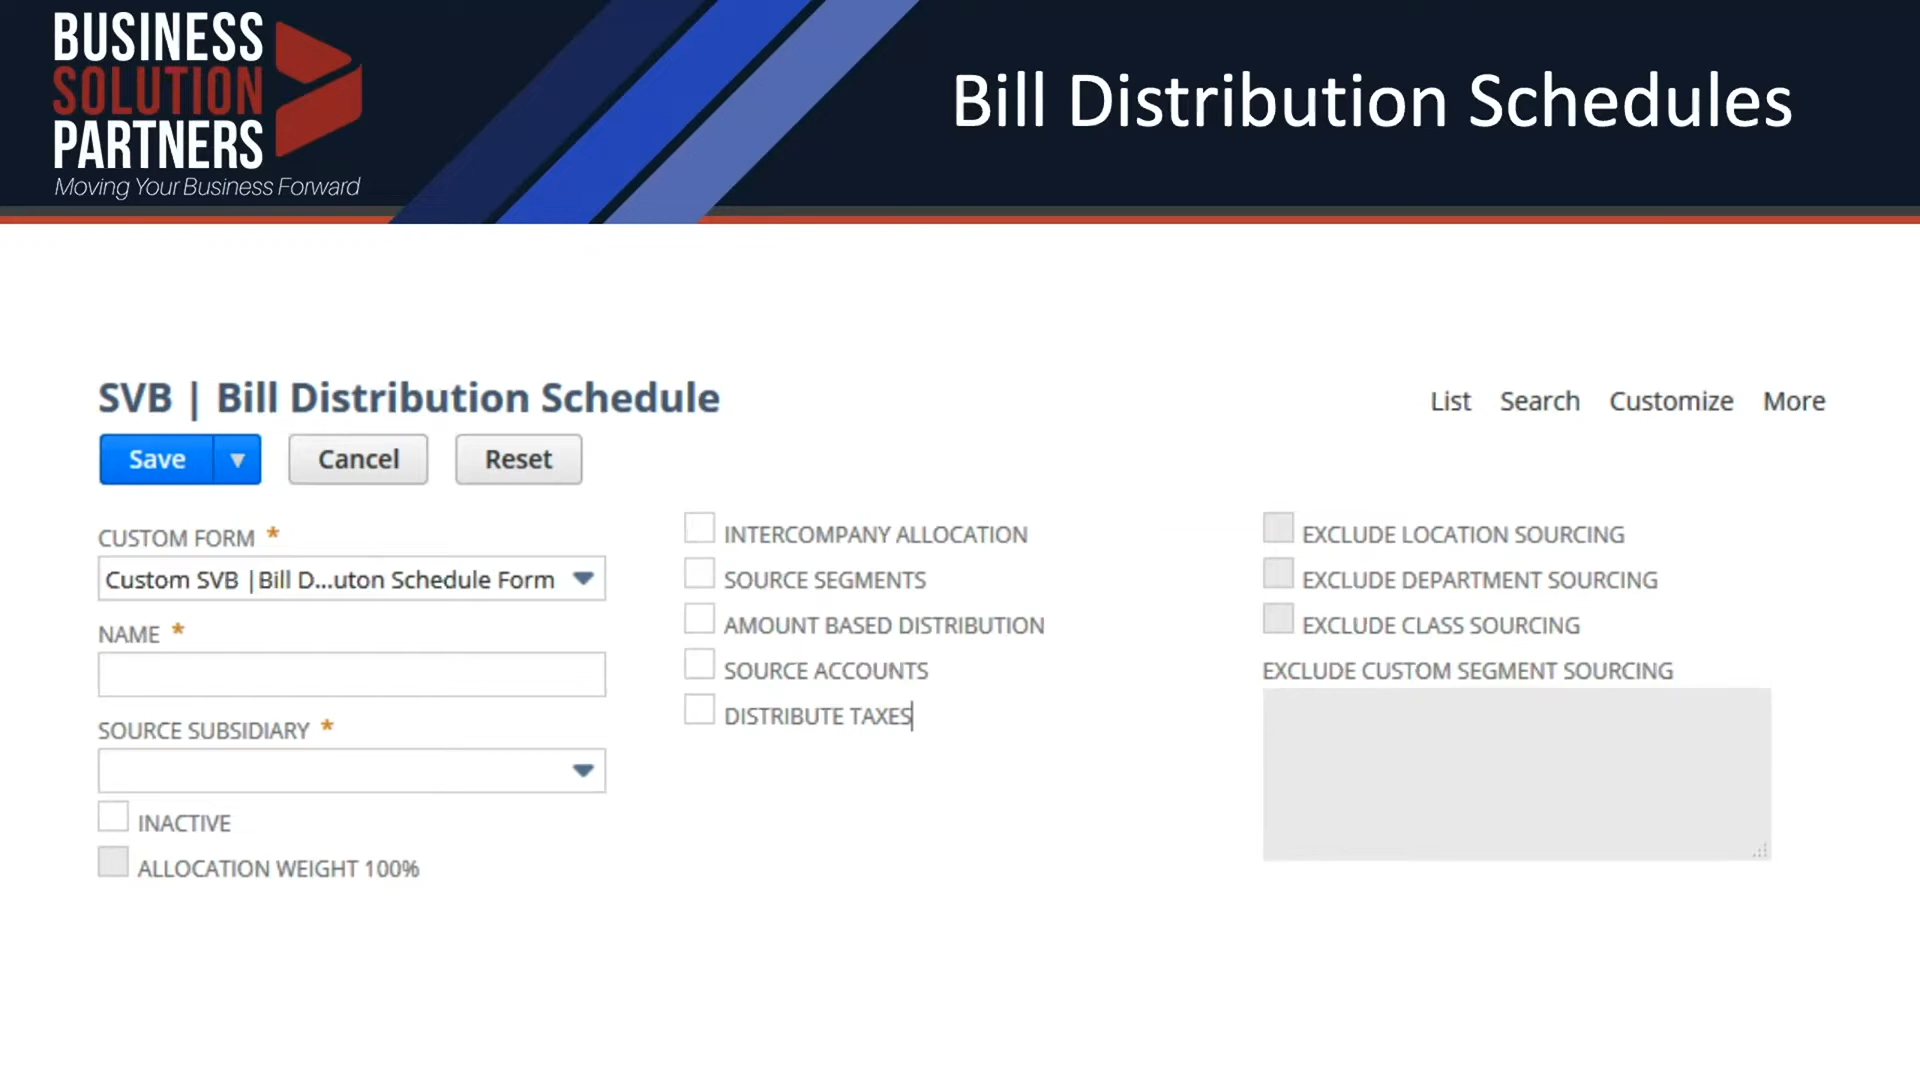 BUSINESS
SOLUTION
PARTNERS
Moving Your Business Forward
Bill Distribution Schedules
SVB | Bill Distribution Schedule
List Search Customize More
Save Cancel Reset
CUSTOM FORM *
Custom SVB |Bill D...uton Schedule Form
NAME *
SOURCE SUBSIDIARY *
INACTIVE
ALLOCATION WEIGHT 100%
INTERCOMPANY ALLOCATION
SOURCE SEGMENTS
AMOUNT BASED DISTRIBUTION
SOURCE ACCOUNTS
DISTRIBUTE TAXES
EXCLUDE LOCATION SOURCING
EXCLUDE DEPARTMENT SOURCING
EXCLUDE CLASS SOURCING
EXCLUDE CUSTOM SEGMENT SOURCING